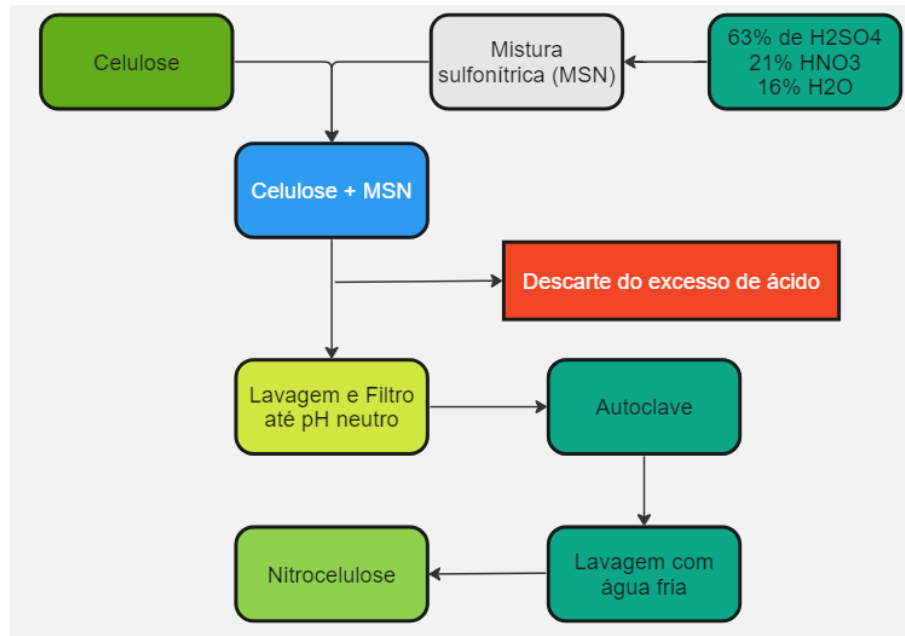 Celulose
Mistura
sulfonítrica (MSN)
63% de H2SO4
21% HNO3
16% H2O
Celulose + MSN
Descarte do excesso de ácido
Lavagem e Filtro
até pH neutro
Autoclave
Nitrocelulose
Lavagem com
água fria